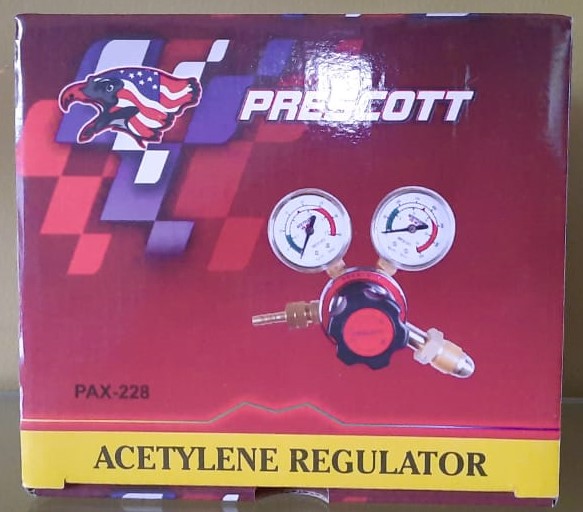 PRESCOTT
PAX-228
ACETYLENE REGULATOR